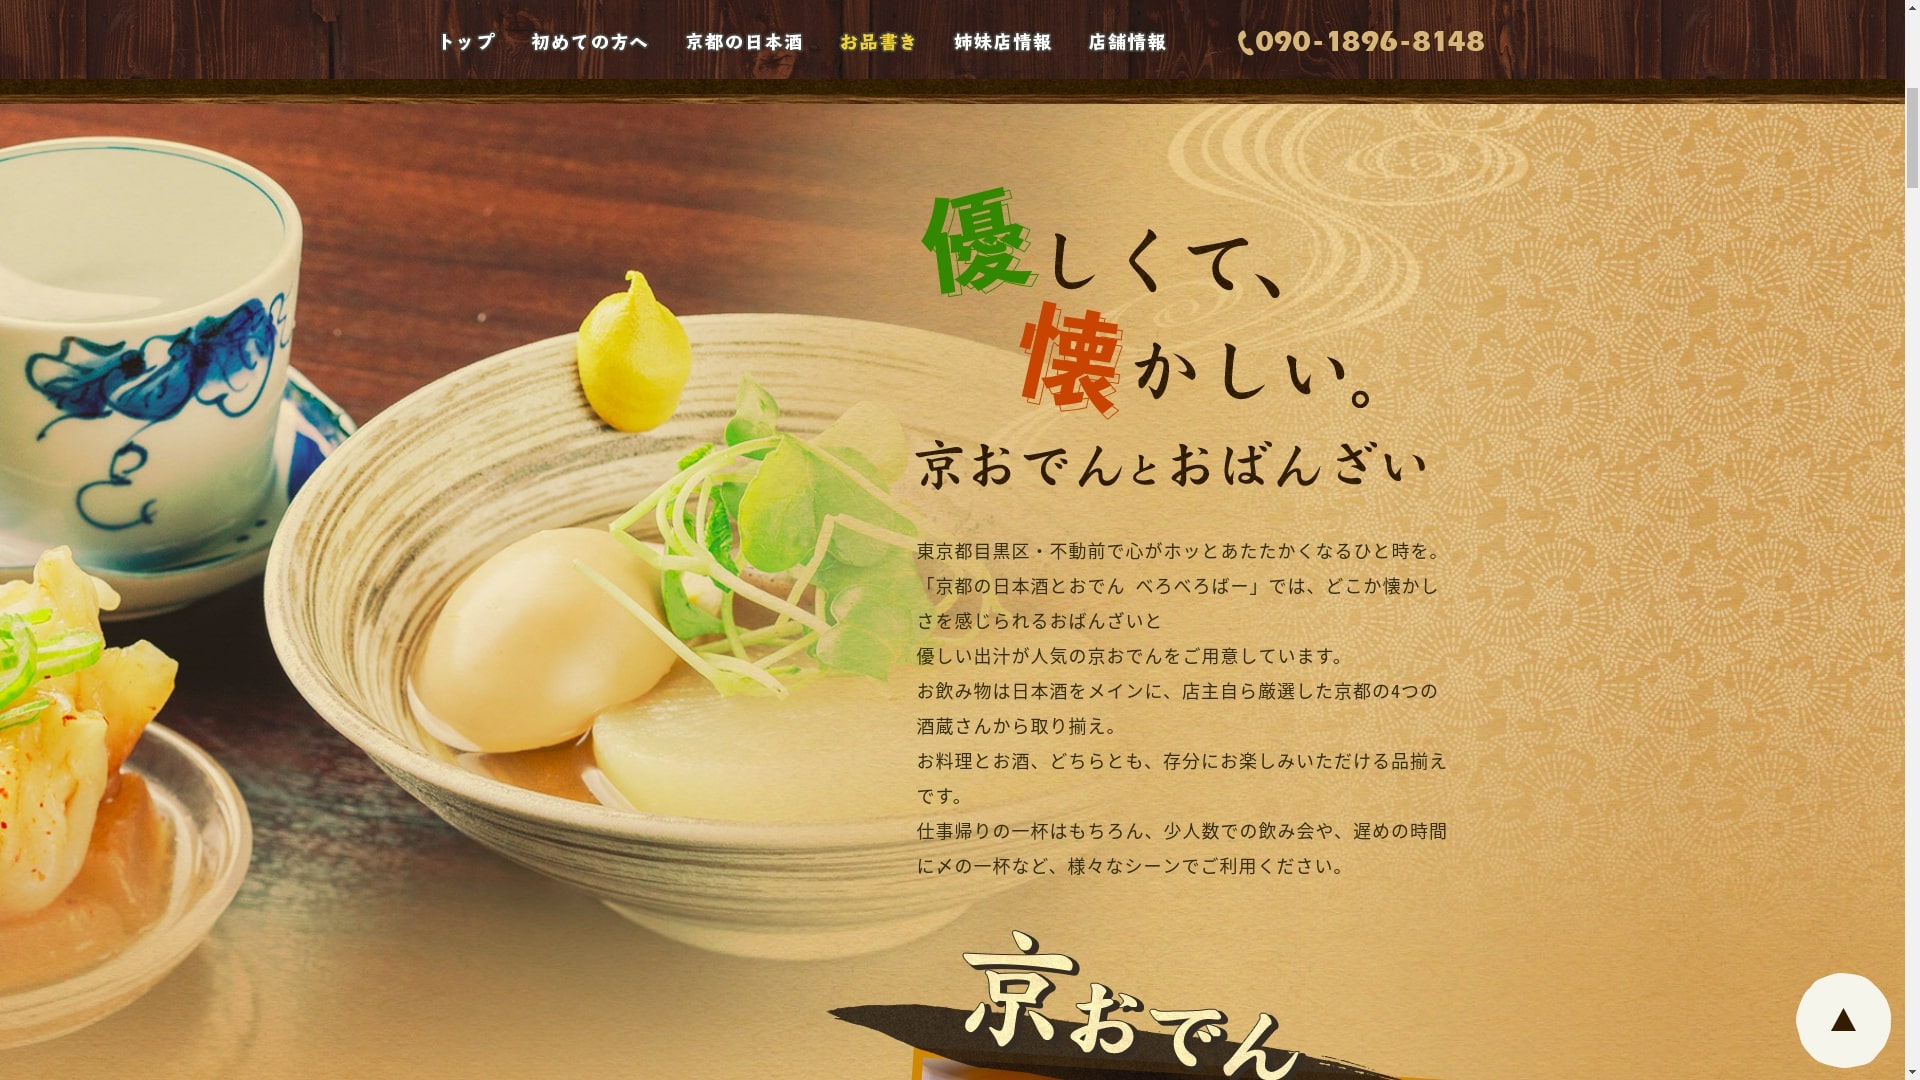 トップ 初めての方へ 京都の日本酒 お品書き 姉妹店情報 店舗情報 090-1896-8148
優しくて、
懐かしい。
京おでんとおばんざい
東京都目黒区・不動前で心がホッとあたたかくなるひと時を。
「京都の日本酒とおでん べろべろばー」では、どこか懐かし
さを感じられるおばんざいと
優しい出汁が人気の京おでんをご用意しています。
お飲み物は日本酒をメインに、店主自ら厳選した京都の4つの
酒蔵さんから取り揃え。
お料理とお酒、どちらとも、存分にお楽しみいただける品揃え
です。
仕事帰りの一杯はもちろん、少人数での飲み会や、遅めの時間
に〆の一杯など、様々なシーンでご利用ください。
京おでん